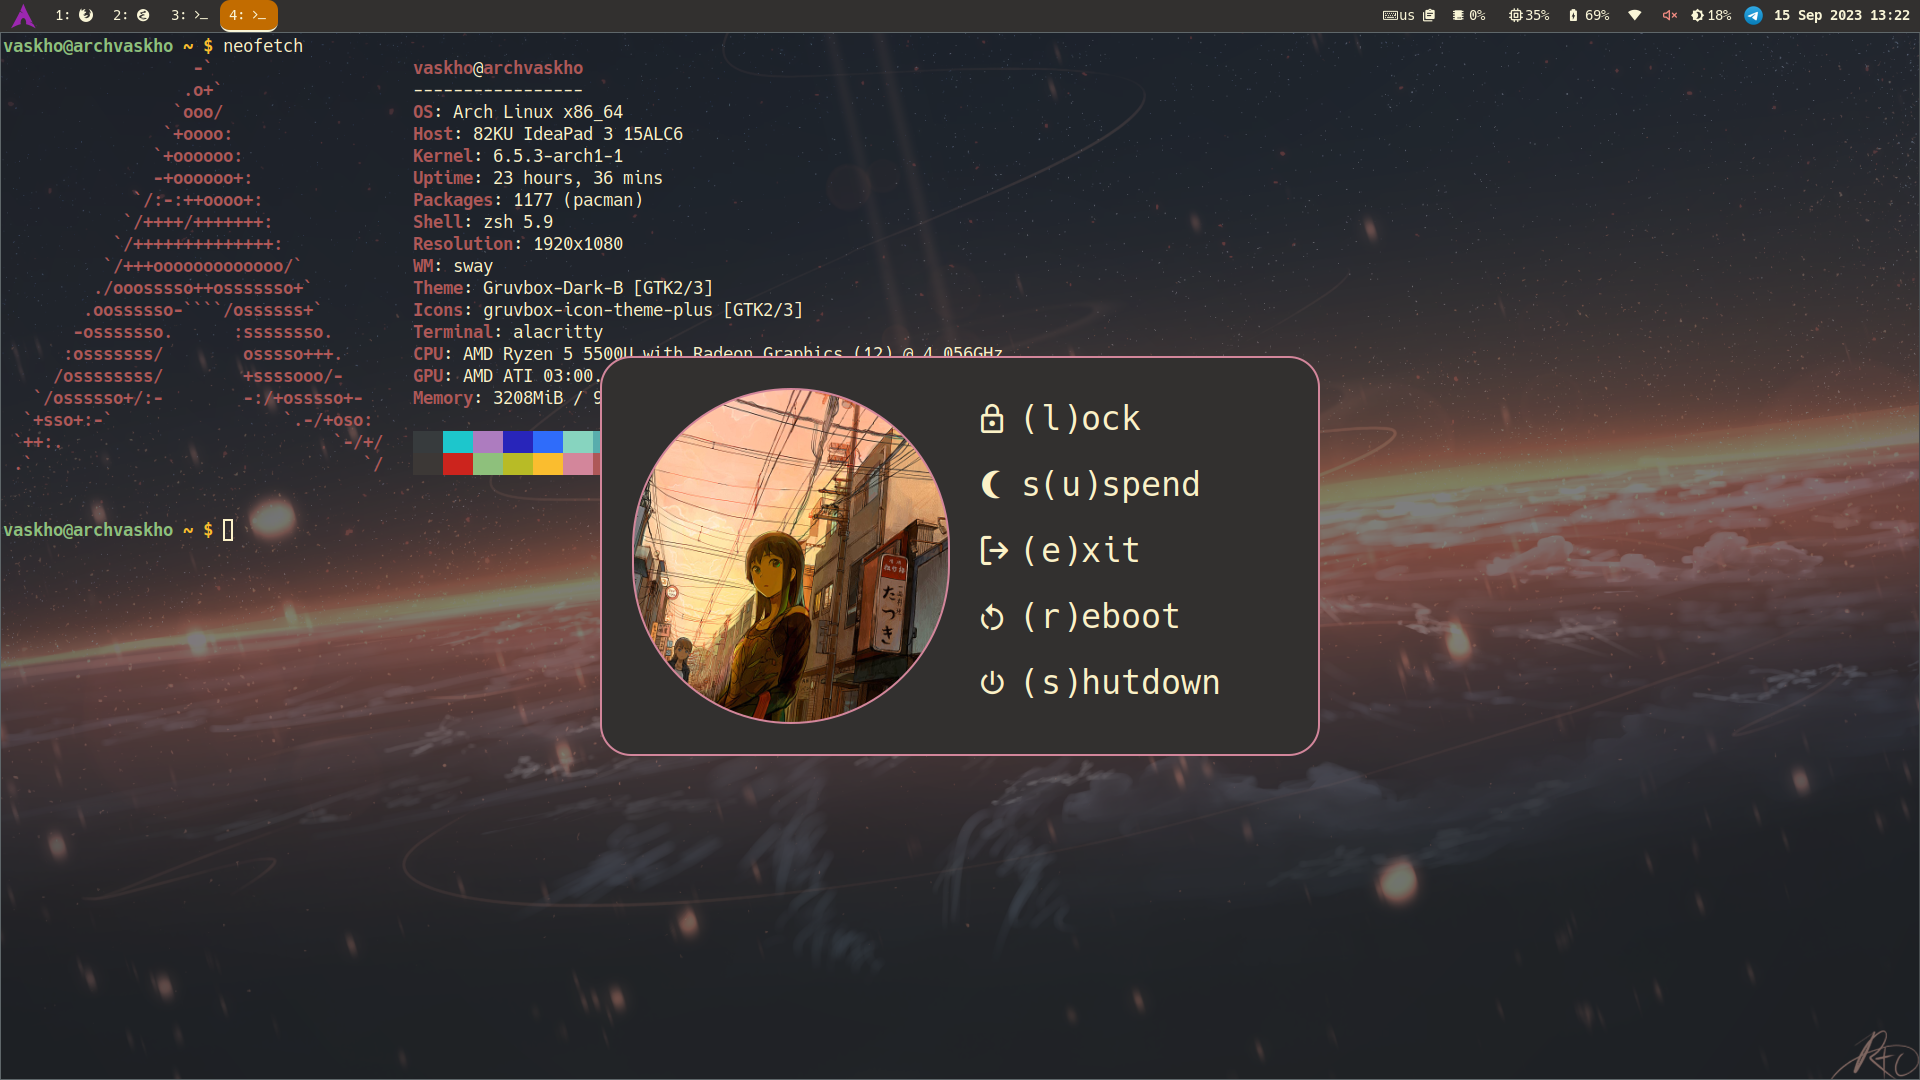 1: 2: 3: >_ 4: >_ us 0% 35% 69% 18% 15 Sep 2023 13:22
vaskho@archvaskho ~ $ neofetch
-`
.o+`
`ooo/
`+oooo:
`+oooooo:
-+oooooo+:
`/:-:++oooo+:
`/++++/+++++++:
`/++++++++++++++:
`/+++ooooooooooooo/`
./ooosssso++osssssso+`
.oossssso-````/ossssss+`
-osssssso. :ssssssso.
:osssssss/ osssso+++.
/ossssssss/ +ssssooo/-
`/ossssso+/:- -:/+osssso+-
`+sso+:-` `.-/+oso:
`++:. `-/+/
.` `/
vaskho@archvaskho
-----------------
OS: Arch Linux x86_64
Host: 82KU IdeaPad 3 15ALC6
Kernel: 6.5.3-arch1-1
Uptime: 23 hours, 36 mins
Packages: 1177 (pacman)
Shell: zsh 5.9
Resolution: 1920x1080
WM: sway
Theme: Gruvbox-Dark-B [GTK2/3]
Icons: gruvbox-icon-theme-plus [GTK2/3]
Terminal: alacritty
CPU: AMD Ryzen 5 5500U with Radeon Graphics (12) @ 4.056GHz
GPU: AMD ATI 03:00.
Memory: 3208MiB / 9
vaskho@archvaskho ~ $
(l)ock
s(u)spend
(e)xit
(r)eboot
(s)hutdown
たつき